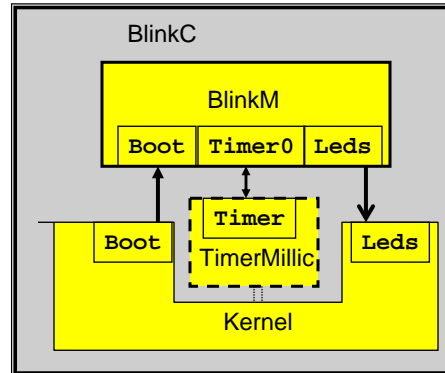 BlinkC
BlinkM
Boot Timer0 Leds
Timer
Boot
Leds
TimerMillic
Kernel